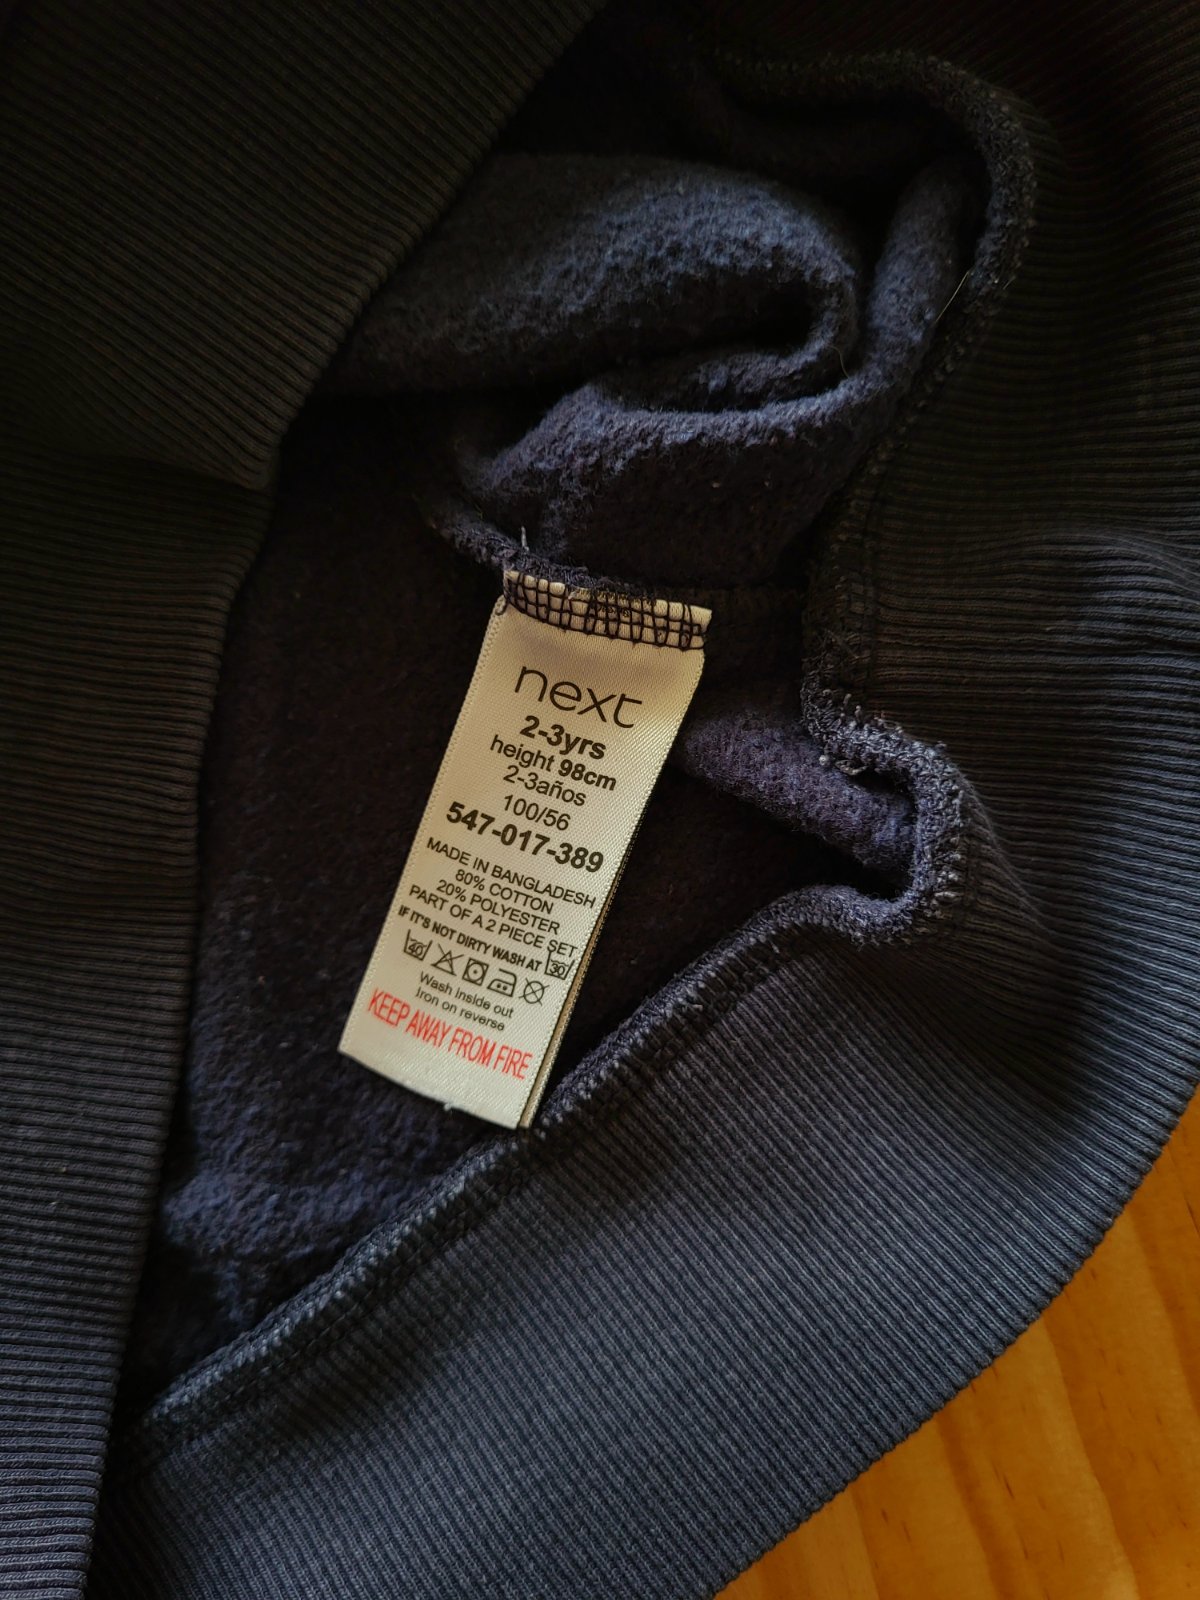 next
2-3yrs
height 98cm
2-3años
100/56
547-017-389
MADE IN BANGLADESH
80% COTTON
20% POLYESTER
PART OF A 2 PIECE SET
IF IT'S NOT DIRTY WASH AT 30
40
Wash inside out
Iron on reverse
KEEP AWAY FROM FIRE